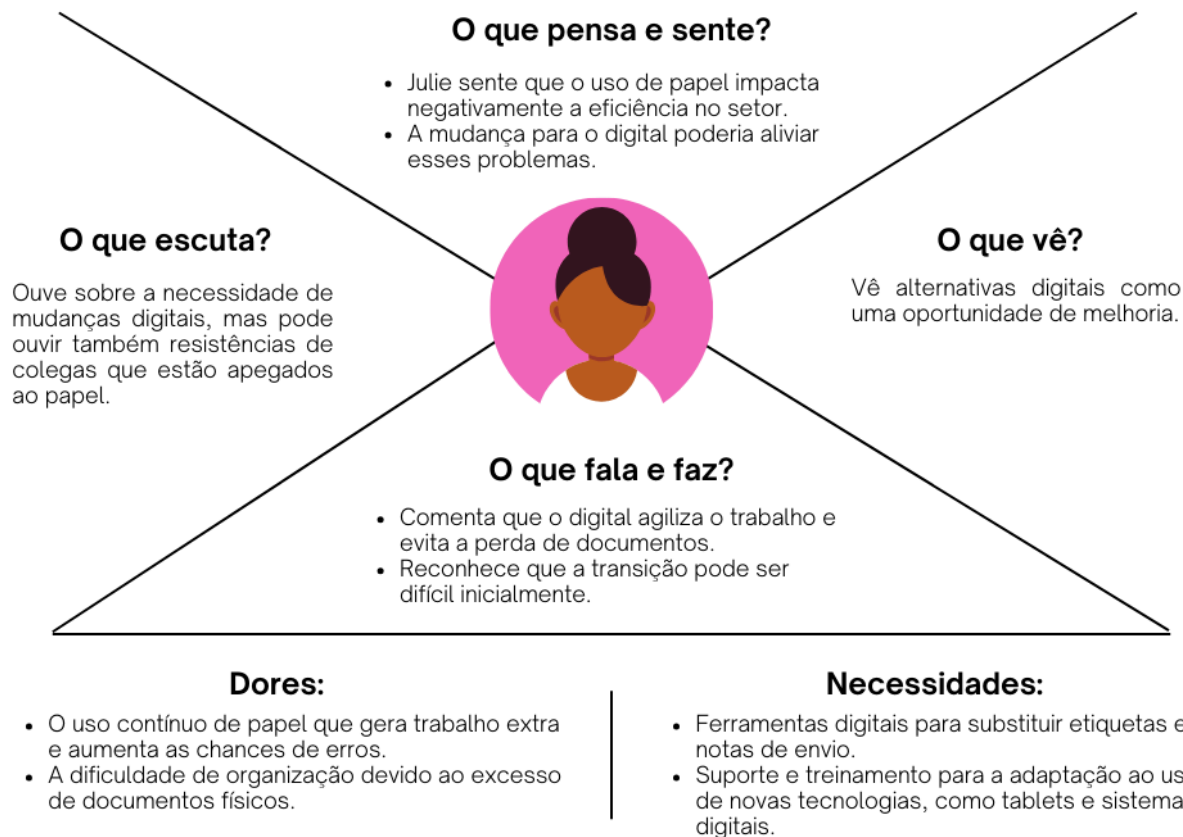 O que pensa e sente?
• Julie sente que o uso de papel impacta
negativamente a eficiência no setor.
• A mudança para o digital poderia aliviar
esses problemas.
O que escuta?
Ouve sobre a necessidade de
mudanças digitais, mas pode
ouvir também resistências de
colegas que estão apegados
ao papel.
O que vê?
Vê alternativas digitais como
uma oportunidade de melhoria.
O que fala e faz?
• Comenta que o digital agiliza o trabalho e
evita a perda de documentos.
• Reconhece que a transição pode ser
difícil inicialmente.
Dores:
• O uso contínuo de papel que gera trabalho extra
e aumenta as chances de erros.
• A dificuldade de organização devido ao excesso
de documentos físicos.
Necessidades:
• Ferramentas digitais para substituir etiquetas e
notas de envio.
• Suporte e treinamento para a adaptação ao us
de novas tecnologias, como tablets e sistema
digitais.